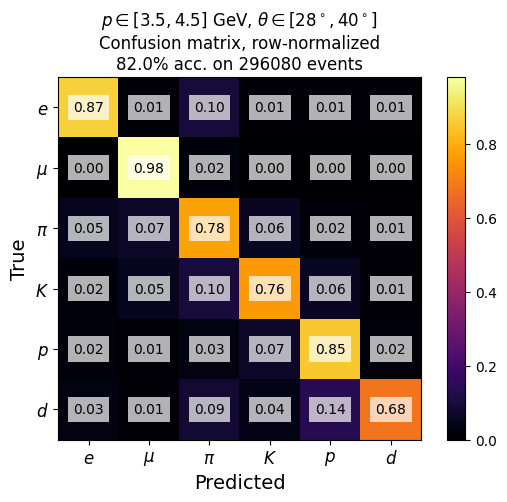 p ∈ [3.5, 4.5] GeV, θ ∈ [28°, 40°]
Confusion matrix, row-normalized
82.0% acc. on 296080 events
e 0.87 0.01 0.10 0.01 0.01 0.01
μ 0.00 0.98 0.02 0.00 0.00 0.00
π 0.05 0.07 0.78 0.06 0.02 0.01
K 0.02 0.05 0.10 0.76 0.06 0.01
p 0.02 0.01 0.03 0.07 0.85 0.02
d 0.03 0.01 0.09 0.04 0.14 0.68
e μ π K p d
Predicted
True
0.8
0.6
0.4
0.2
0.0